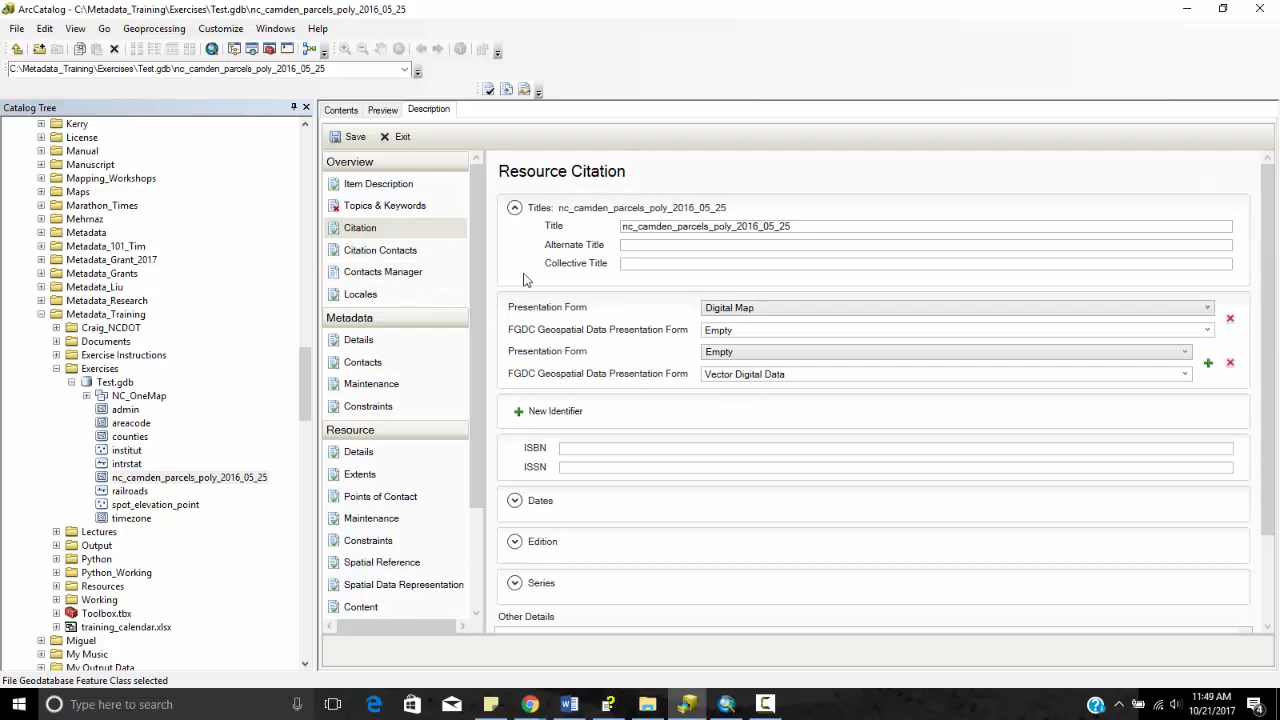 ArcCatalog - C:\Metadata_Training\Exercises\Test.gdb\nc_camden_parcels_poly_2016_05_25
File Edit View Go Geoprocessing Customize Windows Help
C:\Metadata_Training\Exercises\Test.gdb\nc_camden_parcels_poly_2016_05_25
Catalog Tree
Kerry
License
Manual
Manuscript
Mapping_Workshops
Maps
Marathon_Times
Mehrnaz
Metadata
Metadata_101_Tim
Metadata_Grant_2017
Metadata_Grants
Metadata_Liu
Metadata_Research
Metadata_Training
Craig_NCDOT
Documents
Exercise Instructions
Exercises
Test.gdb
NC_OneMap
admin
areacode
counties
institut
intrstat
nc_camden_parcels_poly_2016_05_25
railroads
spot_elevation_point
timezone
Lectures
Output
Python
Python_Working
Resources
Working
Toolbox.tbx
training_calendar.xlsx
Miguel
My Music
My Output Data
Contents Preview Description
Save Exit
Overview
Item Description
Topics & Keywords
Citation
Citation Contacts
Contacts Manager
Locales
Metadata
Details
Contacts
Maintenance
Constraints
Resource
Details
Extents
Points of Contact
Maintenance
Constraints
Spatial Reference
Spatial Data Representation
Content
Resource Citation
Titles: nc_camden_parcels_poly_2016_05_25
Title nc_camden_parcels_poly_2016_05_25
Alternate Title
Collective Title
Presentation Form Digital Map
FGDC Geospatial Data Presentation Form Empty
Presentation Form Empty
FGDC Geospatial Data Presentation Form Vector Digital Data
New Identifier
ISBN
ISSN
Dates
Edition
Series
Other Details
File Geodatabase Feature Class selected
Type here to search
11:49 AM
10/21/2017
4